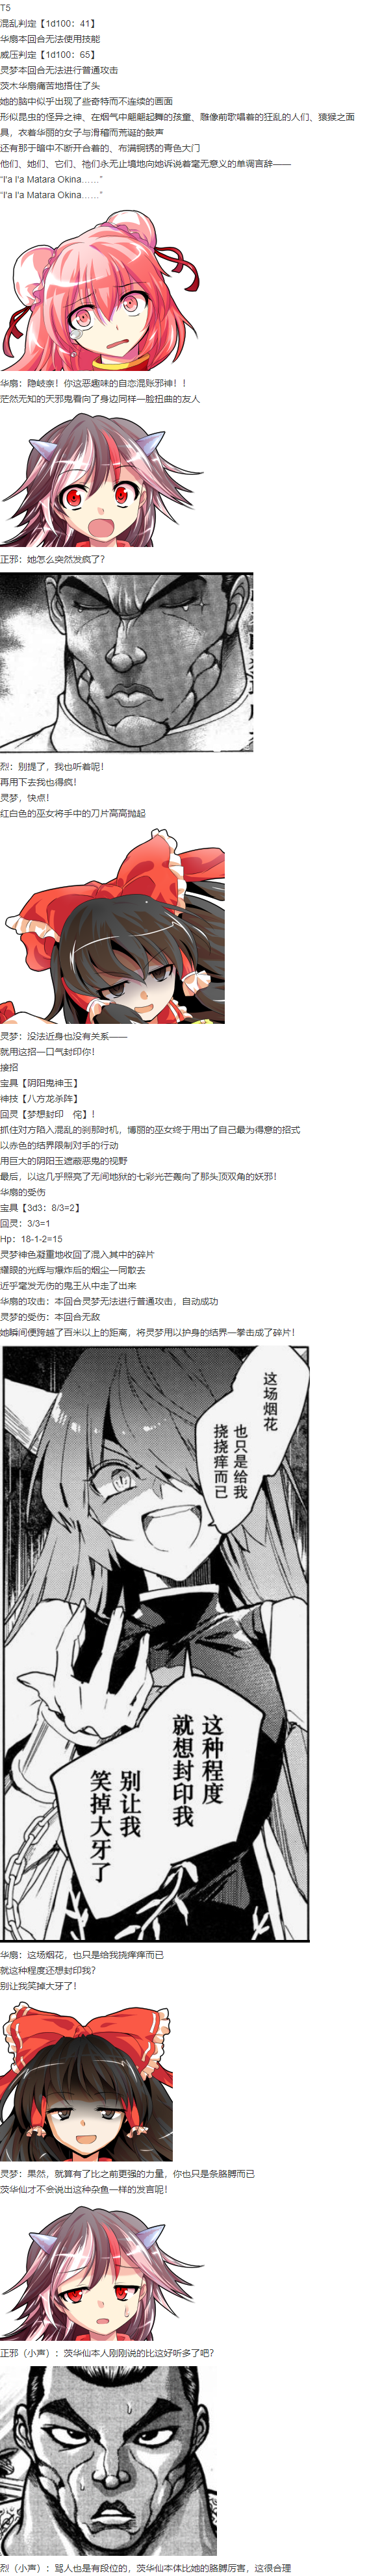 T5
混乱判定【1d100：41】
华扇本回合无法使用技能
威压判定【1d100：65】
灵梦本回合无法进行普通攻击
茨木华扇痛苦地捂住了头
她的脑中似乎出现了些奇特而不连续的画面
形似昆虫的怪异之神、在烟气中翩翩起舞的孩童、雕像前歌唱着的狂乱的人们、猿猴之面
具，衣着华丽的女子与滑稽而荒诞的鼓声
还有那于暗中不断开合着的、布满铜锈的青色大门
他们、她们、它们、祂们永无止境地向她诉说着毫无意义的单调言辞——
“I'a I'a Matara Okina……”
“I'a I'a Matara Okina……”
华扇：隐岐奈！你这恶趣味的自恋混账邪神！！
茫然无知的天邪鬼看向了身边同样一脸扭曲的友人
正邪：她怎么突然发疯了？
烈：别提了，我也听着呢！
再用下去我也得疯！
灵梦，快点！
红白色的巫女将手中的刀片高高抛起
灵梦：没法近身也没有关系——
就用这招一口气封印你！
接招
宝具【阴阳鬼神玉】
神技【八方龙杀阵】
回灵【梦想封印　侘】！
抓住对方陷入混乱的刹那时机，博丽的巫女终于用出了自己最为得意的招式
以赤色的结界限制对手的行动
用巨大的阴阳玉遮蔽恶鬼的视野
最后，以这几乎照亮了无间地狱的七彩光芒轰向了那头顶双角的妖邪！
华扇的受伤
宝具【3d3：8/3=2】
回灵：3/3=1
Hp：18-1-2=15
灵梦神色凝重地收回了混入其中的碎片
耀眼的光辉与爆炸后的烟尘一同散去
近乎毫发无伤的鬼王从中走了出来
华扇的攻击：本回合灵梦无法进行普通攻击，自动成功
灵梦的受伤：本回合无敌
她瞬间便跨越了百米以上的距离，将灵梦用以护身的结界一拳击成了碎片！
这场烟花
也只是给我
挠挠痒而已
这种程度
就想封印我
别让我
笑掉大牙了
华扇：这场烟花，也只是给我挠痒痒而已
就这种程度还想封印我？
别让我笑掉大牙了！
灵梦：果然，就算有了比之前更强的力量，你也只是条胳膊而已
茨华仙才不会说出这种杂鱼一样的发言呢！
正邪（小声）：茨华仙本人刚刚说的比这好听多了吧？
烈（小声）：骂人也是有段位的，茨华仙本体比她的胳膊厉害，这很合理